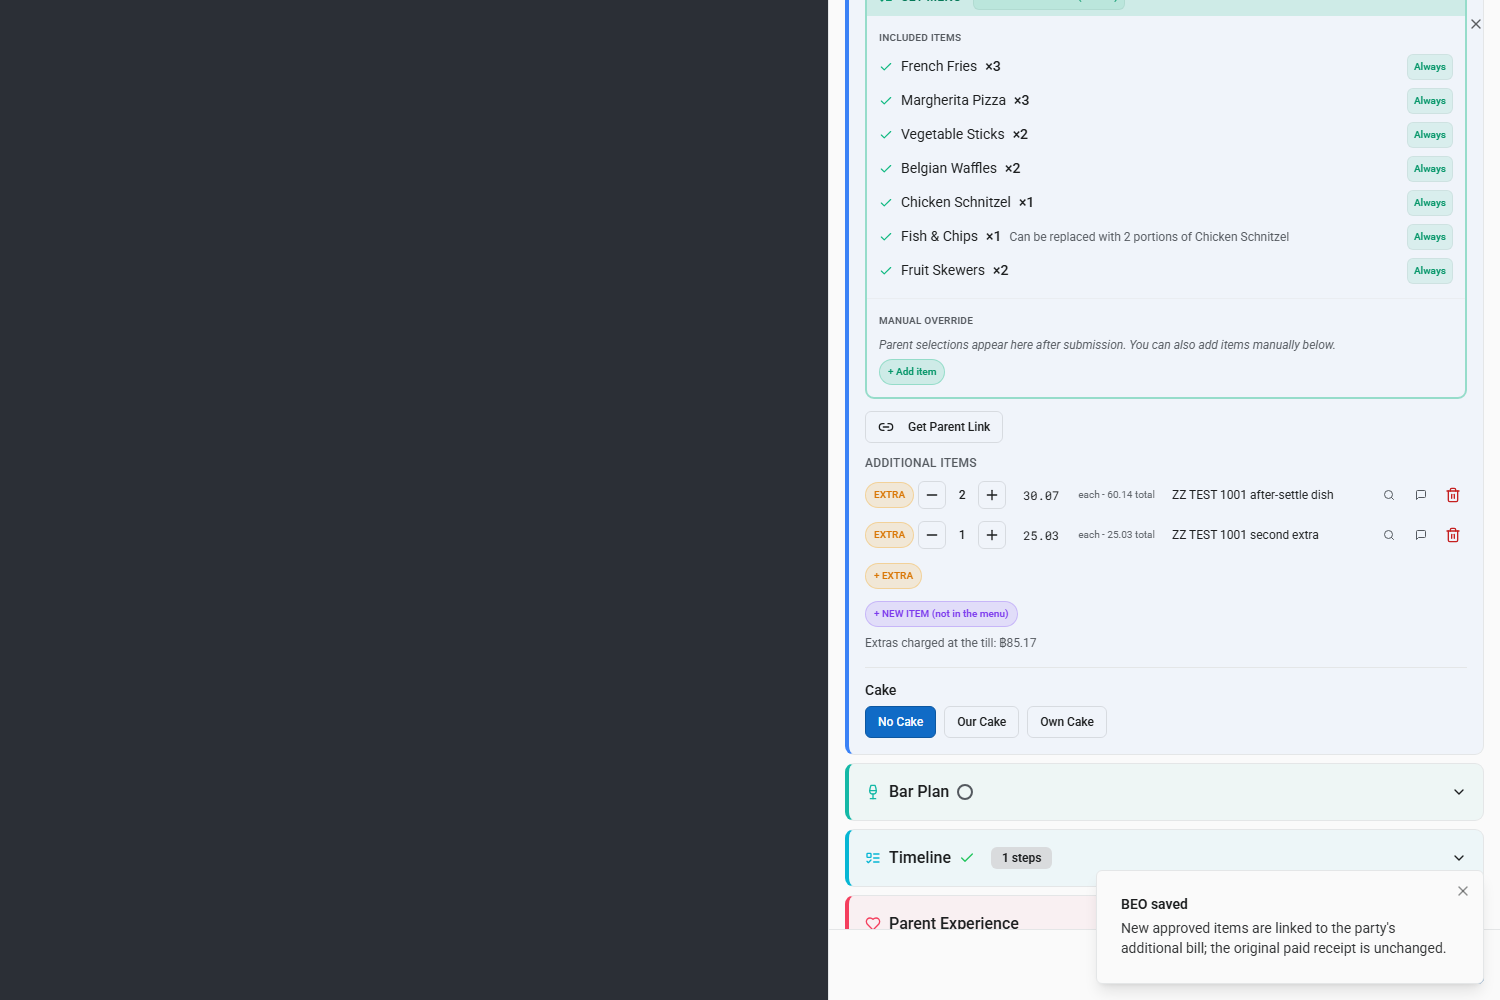 INCLUDED ITEMS
French Fries ×3 Always
Margherita Pizza ×3 Always
Vegetable Sticks ×2 Always
Belgian Waffles ×2 Always
Chicken Schnitzel ×1 Always
Fish & Chips ×1 Can be replaced with 2 portions of Chicken Schnitzel Always
Fruit Skewers ×2 Always
MANUAL OVERRIDE
Parent selections appear here after submission. You can also add items manually below.
+ Add item
Get Parent Link
ADDITIONAL ITEMS
EXTRA 2 30.07 each - 60.14 total ZZ TEST 1001 after-settle dish
EXTRA 1 25.03 each - 25.03 total ZZ TEST 1001 second extra
+ EXTRA
+ NEW ITEM (not in the menu)
Extras charged at the till: ฿85.17
Cake
No Cake Our Cake Own Cake
Bar Plan
Timeline 1 steps
Parent Experience
BEO saved
New approved items are linked to the party's
additional bill; the original paid receipt is unchanged.